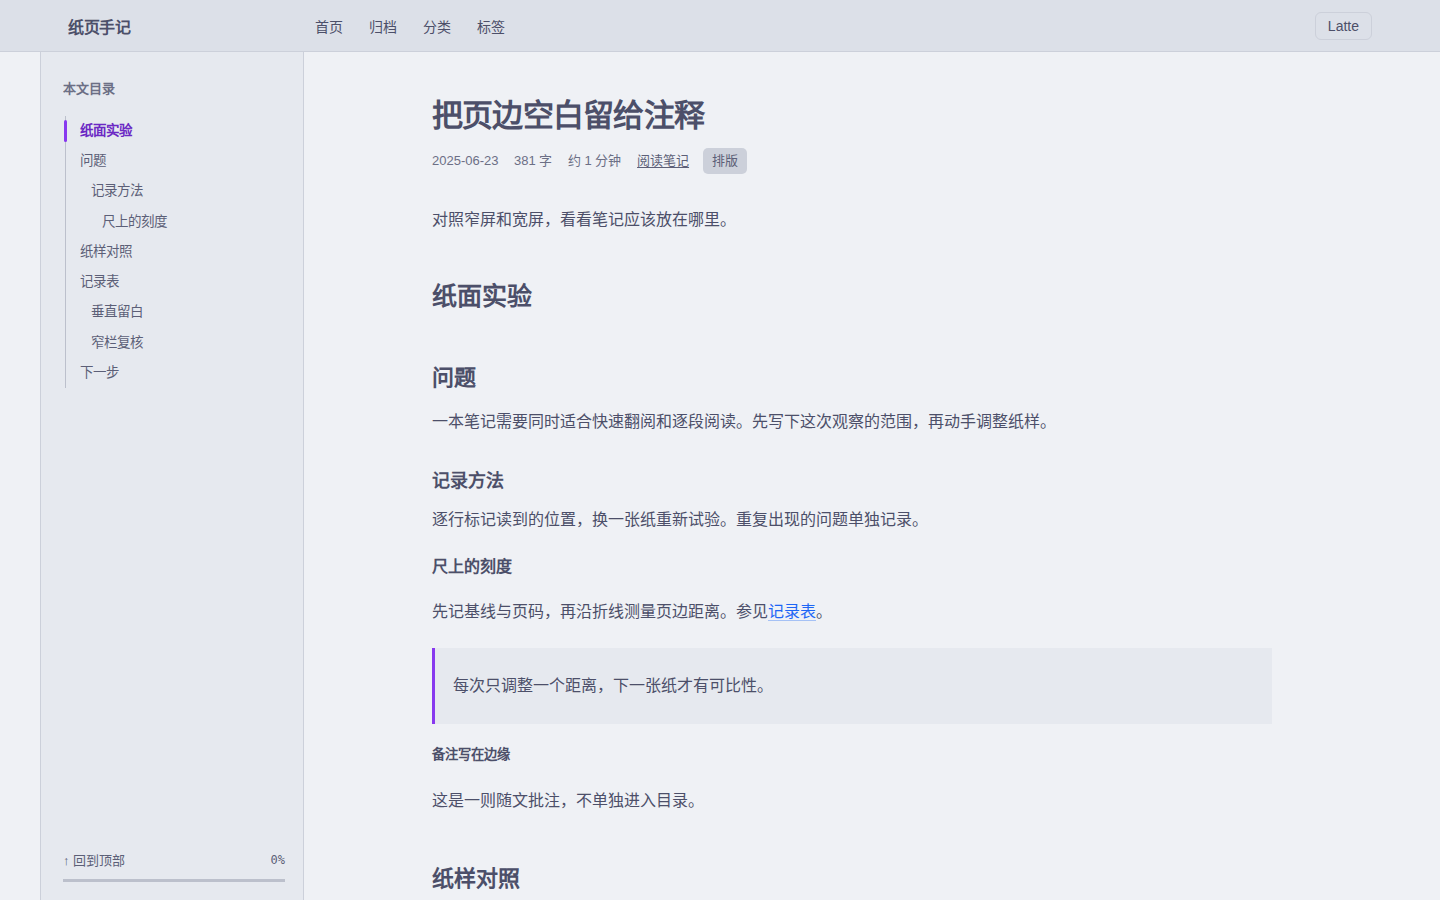 纸页手记
首页 归档 分类 标签
Latte
本文目录
纸面实验
问题
记录方法
尺上的刻度
纸样对照
记录表
垂直留白
窄栏复核
下一步
↑ 回到顶部 0%
把页边空白留给注释
2025-06-23 381 字 约 1 分钟 阅读笔记 排版
对照窄屏和宽屏，看看笔记应该放在哪里。
纸面实验
问题
一本笔记需要同时适合快速翻阅和逐段阅读。先写下这次观察的范围，再动手调整纸样。
记录方法
逐行标记读到的位置，换一张纸重新试验。重复出现的问题单独记录。
尺上的刻度
先记基线与页码，再沿折线测量页边距离。参见记录表。
每次只调整一个距离，下一张纸才有可比性。
备注写在边缘
这是一则随文批注，不单独进入目录。
纸样对照